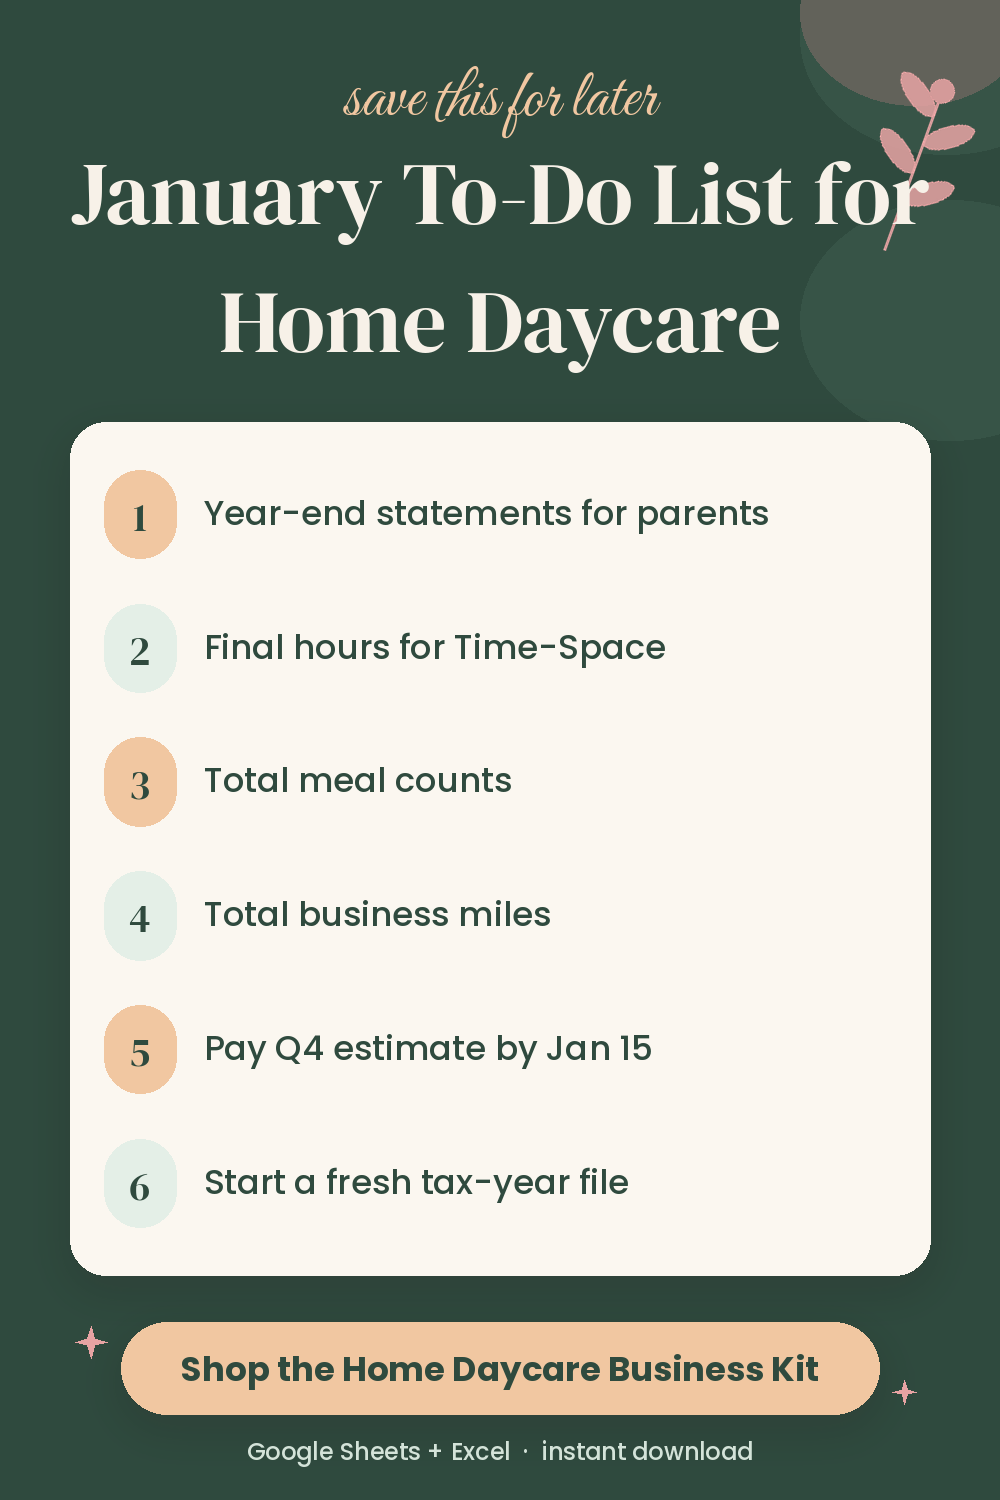 save this for later
January To-Do List for
Home Daycare
1 Year-end statements for parents
2 Final hours for Time-Space
3 Total meal counts
4 Total business miles
5 Pay Q4 estimate by Jan 15
6 Start a fresh tax-year file
Shop the Home Daycare Business Kit
Google Sheets + Excel · instant download